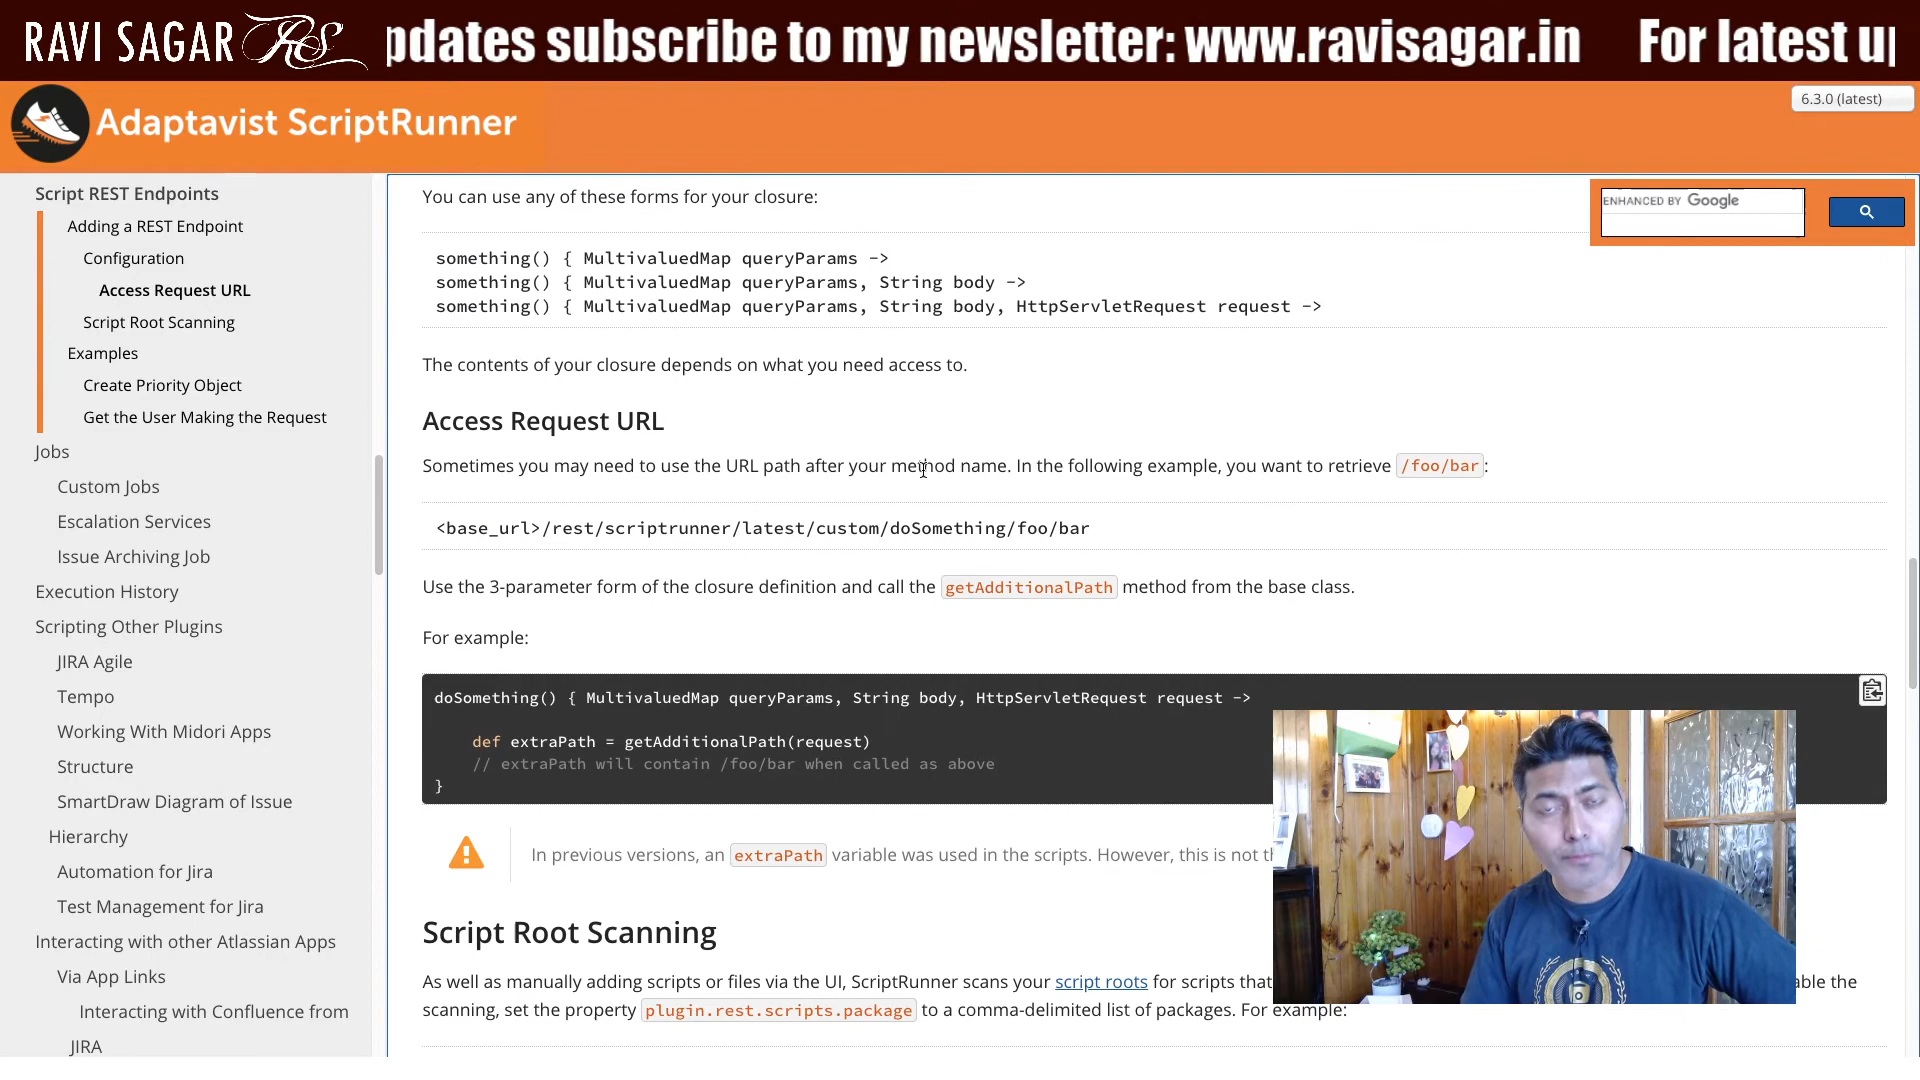 RAVI SAGAR RS
pdates subscribe to my newsletter: www.ravisagar.in For latest u
Adaptavist ScriptRunner
6.3.0 (latest)
Script REST Endpoints
Adding a REST Endpoint
Configuration
Access Request URL
Script Root Scanning
Examples
Create Priority Object
Get the User Making the Request
Jobs
Custom Jobs
Escalation Services
Issue Archiving Job
Execution History
Scripting Other Plugins
JIRA Agile
Tempo
Working With Midori Apps
Structure
SmartDraw Diagram of Issue
Hierarchy
Automation for Jira
Test Management for Jira
Interacting with other Atlassian Apps
Via App Links
Interacting with Confluence from
JIRA
ENHANCED BY Google
You can use any of these forms for your closure:
something() { MultivaluedMap queryParams ->
something() { MultivaluedMap queryParams, String body ->
something() { MultivaluedMap queryParams, String body, HttpServletRequest request ->
The contents of your closure depends on what you need access to.
Access Request URL
Sometimes you may need to use the URL path after your method name. In the following example, you want to retrieve /foo/bar:
<base_url>/rest/scriptrunner/latest/custom/doSomething/foo/bar
Use the 3-parameter form of the closure definition and call the getAdditionalPath method from the base class.
For example:
doSomething() { MultivaluedMap queryParams, String body, HttpServletRequest request ->
def extraPath = getAdditionalPath(request)
// extraPath will contain /foo/bar when called as above
}
In previous versions, an extraPath variable was used in the scripts. However, this is not t
Script Root Scanning
As well as manually adding scripts or files via the UI, ScriptRunner scans your script roots for scripts that able the
scanning, set the property plugin.rest.scripts.package to a comma-delimited list of packages. For example: